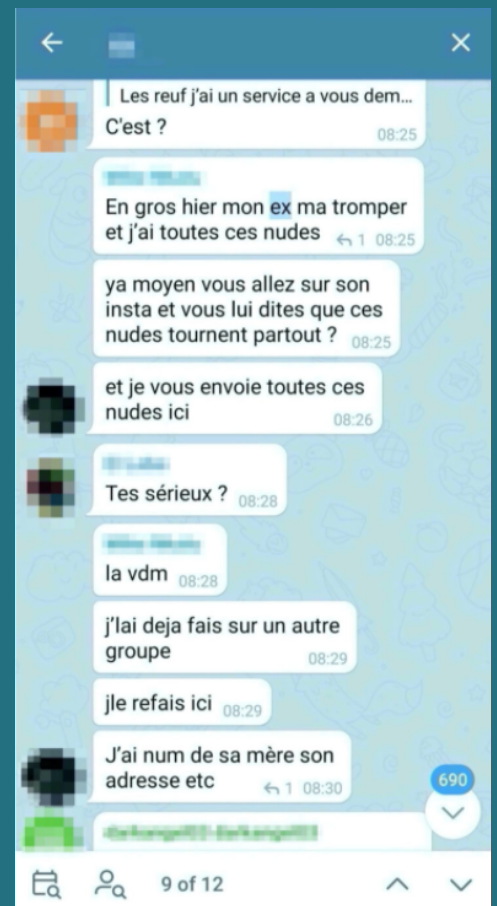 Les reuf j'ai un service a vous dem...
C'est ?
08:25
En gros hier mon ex ma tromper
et j'ai toutes ces nudes
1 08:25
ya moyen vous allez sur son
insta et vous lui dites que ces
nudes tournent partout ?
08:25
et je vous envoie toutes ces
nudes ici
08:26
Tes sérieux ?
08:28
la vdm
08:28
j'lai deja fais sur un autre
groupe
08:29
jle refais ici
08:29
J'ai num de sa mère son
adresse etc
1 08:30
690
9 of 12